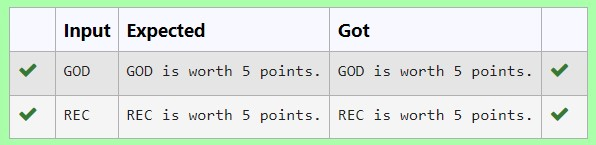 Input Expected Got
GOD GOD is worth 5 points. GOD is worth 5 points.
REC REC is worth 5 points. REC is worth 5 points.